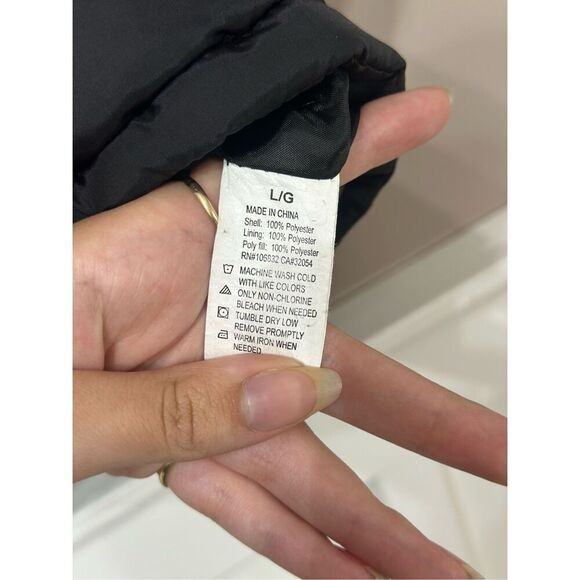 L/G
MADE IN CHINA
Shell: 100% Polyester
Lining: 100% Polyester
Poly fill: 100% Polyester
RN#106832 CA#32054
MACHINE WASH COLD
WITH LIKE COLORS
ONLY NON-CHLORINE
BLEACH WHEN NEEDED
TUMBLE DRY LOW
REMOVE PROMPTLY
WARM IRON WHEN
NEEDED